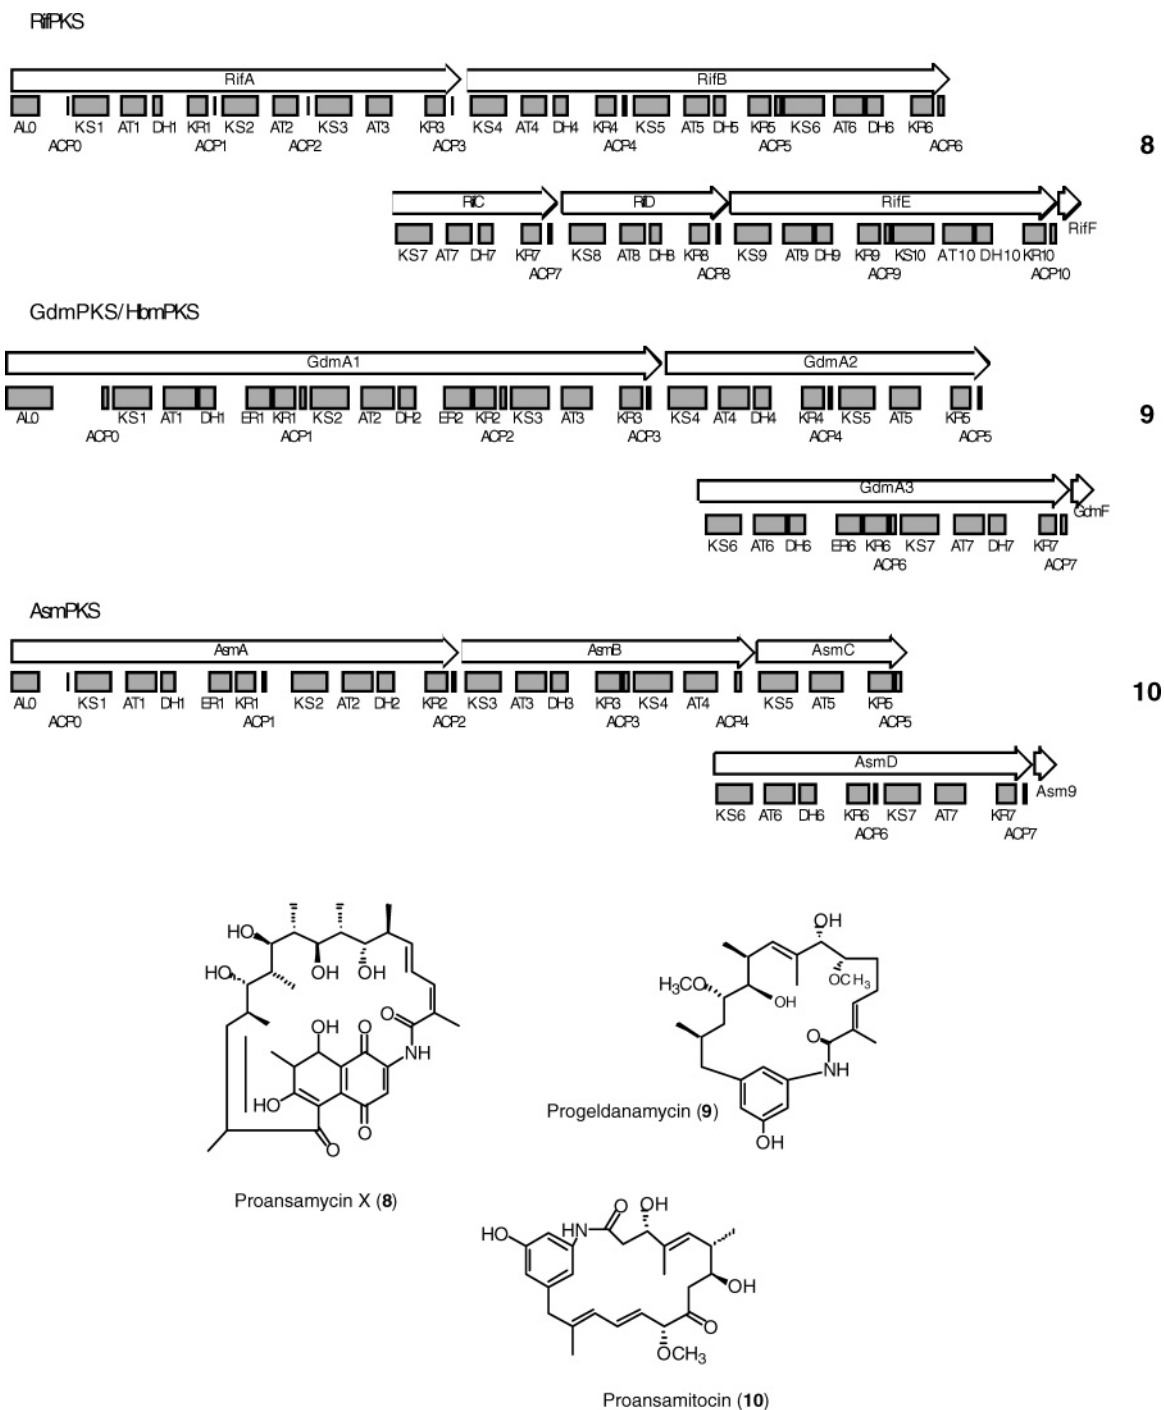 RifPKS
RifA RifB
AL0 KS1 AT1 DH1 KR1 KS2 AT2 KS3 AT3 KR3 KS4 AT4 DH4 KR4 KS5 AT5 DH5 KR5 KS6 AT6 DH6 KR6
ACP0 ACP1 ACP2 ACP3 ACP4 ACP5 ACP6
8
RifC RifD RifE RifF
KS7 AT7 DH7 KR7 KS8 AT8 DH8 KR8 KS9 AT9 DH9 KR9 KS10 AT10 DH10 KR10
ACP7 ACP8 ACP9 ACP10
GdmPKS/HbmPKS
GdmA1 GdmA2
AL0 KS1 AT1 DH1 ER1 KR1 KS2 AT2 DH2 ER2 KR2 KS3 AT3 KR3 KS4 AT4 DH4 KR4 KS5 AT5 KR5
ACP0 ACP1 ACP2 ACP3 ACP4 ACP5
9
GdmA3 GdmF
KS6 AT6 DH6 ER6 KR6 KS7 AT7 DH7 KR7
ACP6 ACP7
AsmPKS
AsmA AsmB AsmC
AL0 KS1 AT1 DH1 ER1 KR1 KS2 AT2 DH2 KR2 KS3 AT3 DH3 KR3 KS4 AT4 KS5 AT5 KR5
ACP0 ACP1 ACP2 ACP3 ACP4 ACP5
10
AsmD Asm9
KS6 AT6 DH6 KR6 KS7 AT7 KR7
ACP6 ACP7
HO
HO OH OH
OH O O
NH
HO
O
O
Proansamycin X (8)
OH
H3CO OH OCH3
O
NH
OH
Progeldanamycin (9)
HO HN O OH
OH
O
OCH3
Proansamitocin (10)